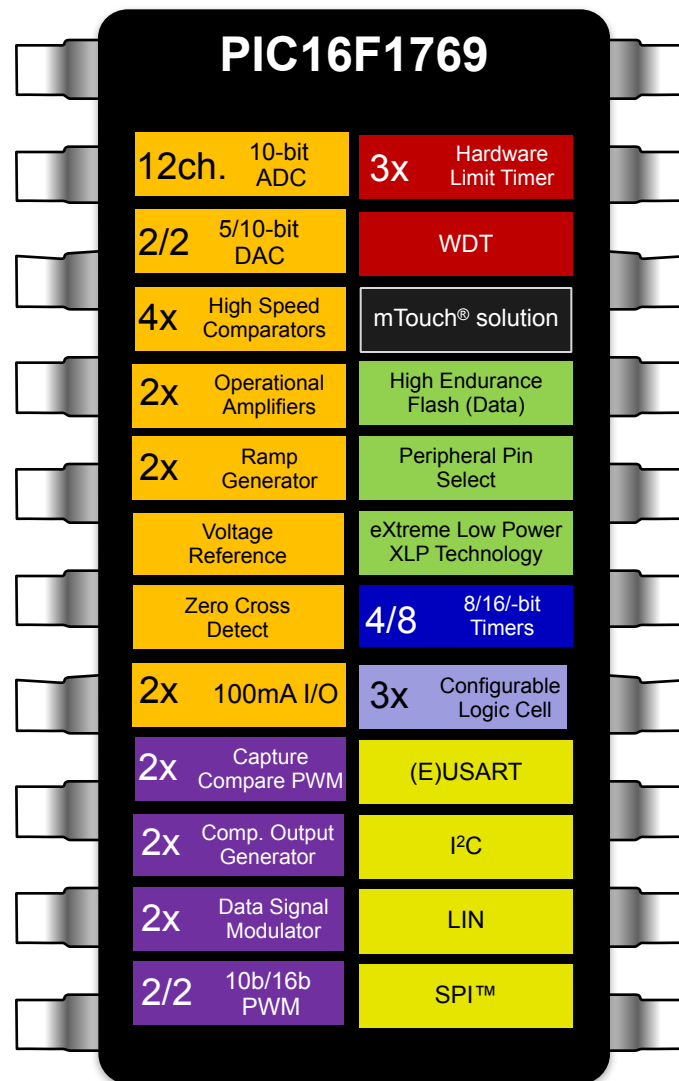 PIC16F1769
12ch.
10-bit
ADC
3x
Hardware
Limit Timer
2/2
5/10-bit
DAC
WDT
4x
High Speed
Comparators
mTouch® solution
2x
Operational
Amplifiers
High Endurance
Flash (Data)
2x
Ramp
Generator
Peripheral Pin
Select
Voltage
Reference
eXtreme Low Power
XLP Technology
Zero Cross
Detect
4/8
8/16/-bit
Timers
2x
100mA I/O
3x
Configurable
Logic Cell
2x
Capture
Compare PWM
(E)USART
2x
Comp. Output
Generator
I²C
2x
Data Signal
Modulator
LIN
2/2
10b/16b
PWM
SPI™